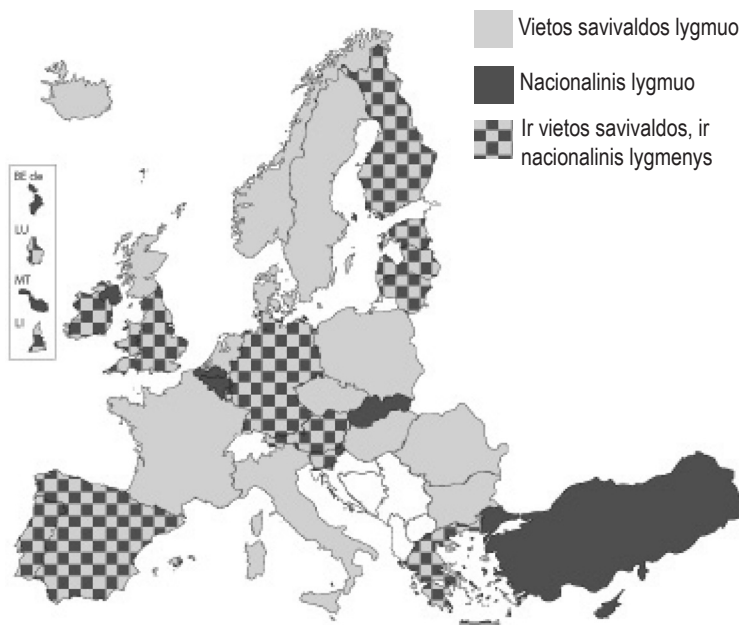 Vietos savivaldos lygmuo
Nacionalinis lygmuo
Ir vietos savivaldos, ir
nacionalinis lygmenys
BE de
LU
MT
LI